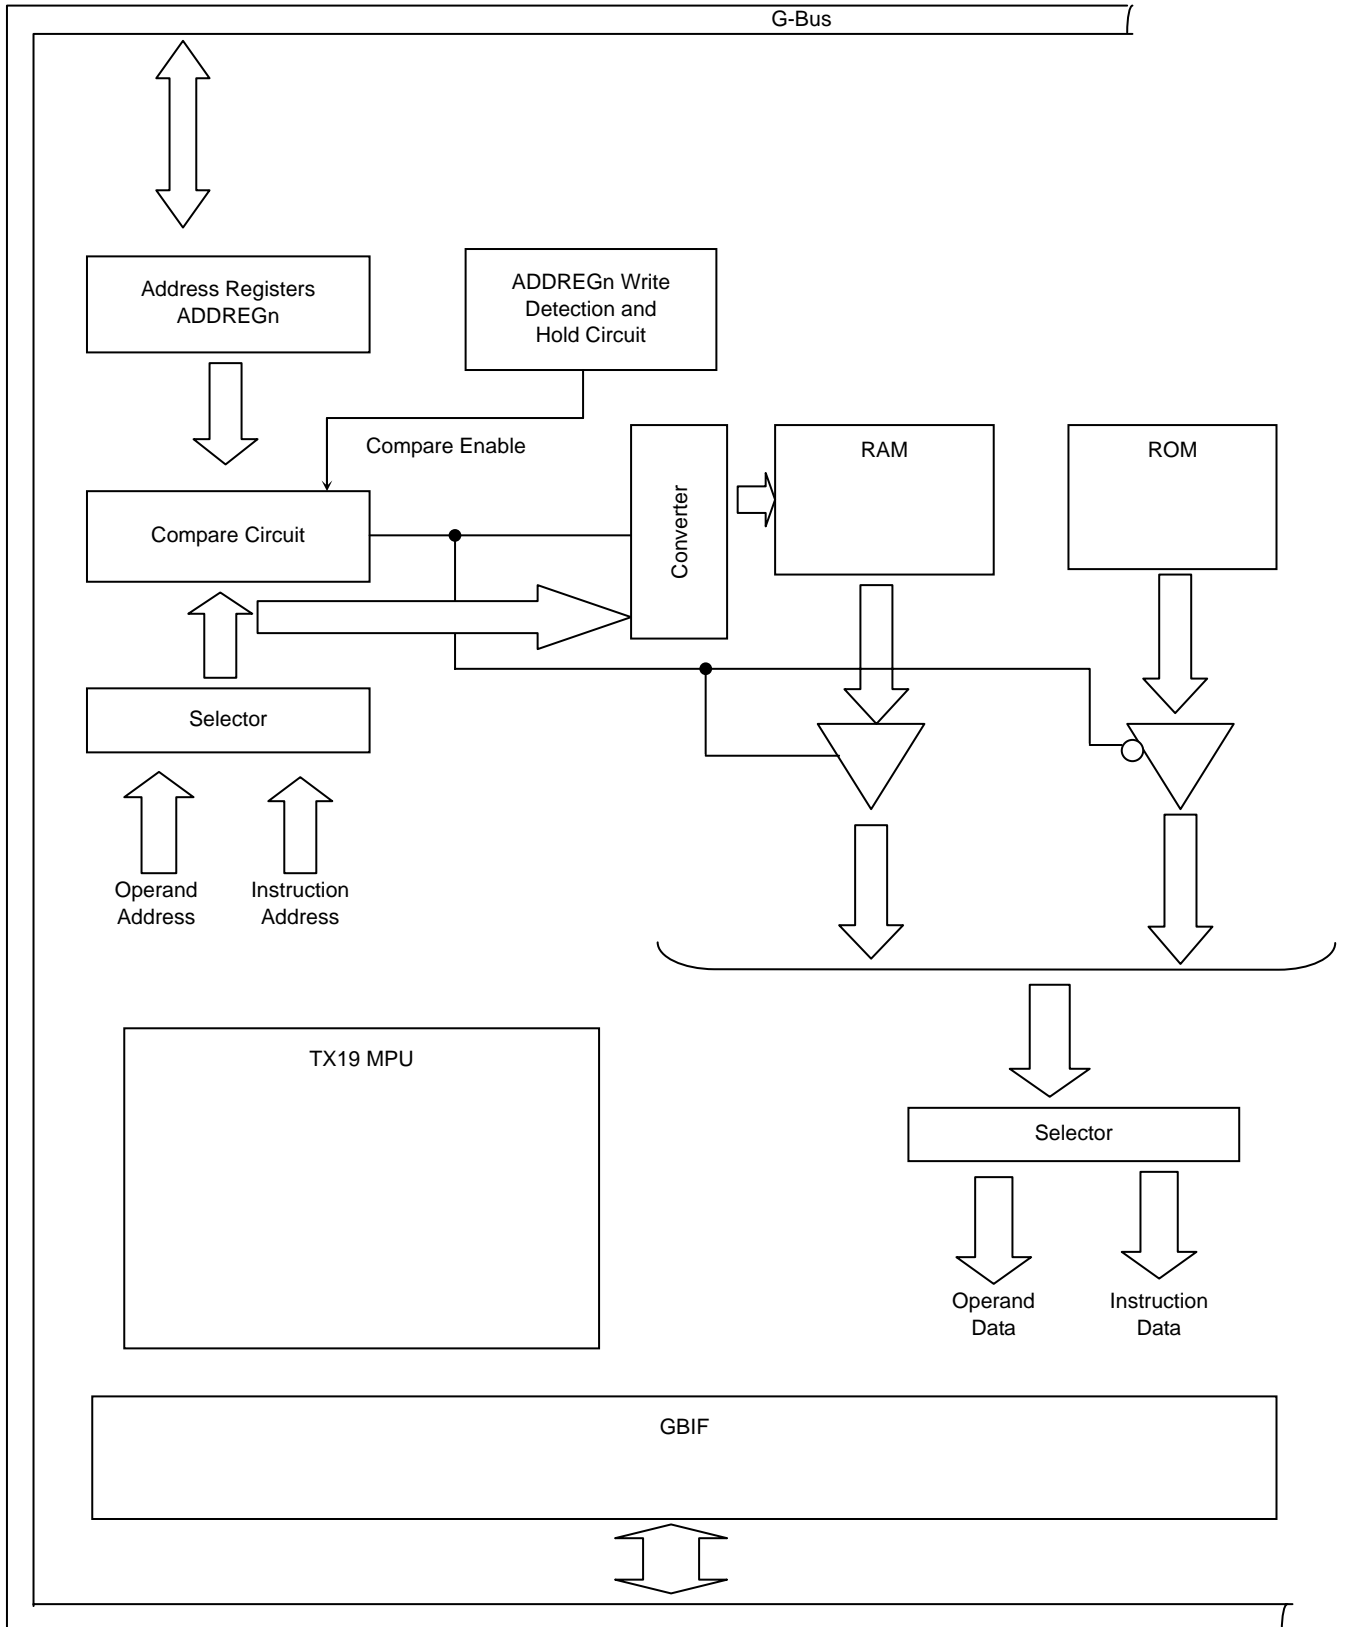 G-Bus
Address Registers
ADDREGn
ADDREGn Write
Detection and
Hold Circuit
Compare Enable
Compare Circuit
Converter
RAM
ROM
Selector
Operand
Address
Instruction
Address
TX19 MPU
Selector
Operand
Data
Instruction
Data
GBIF